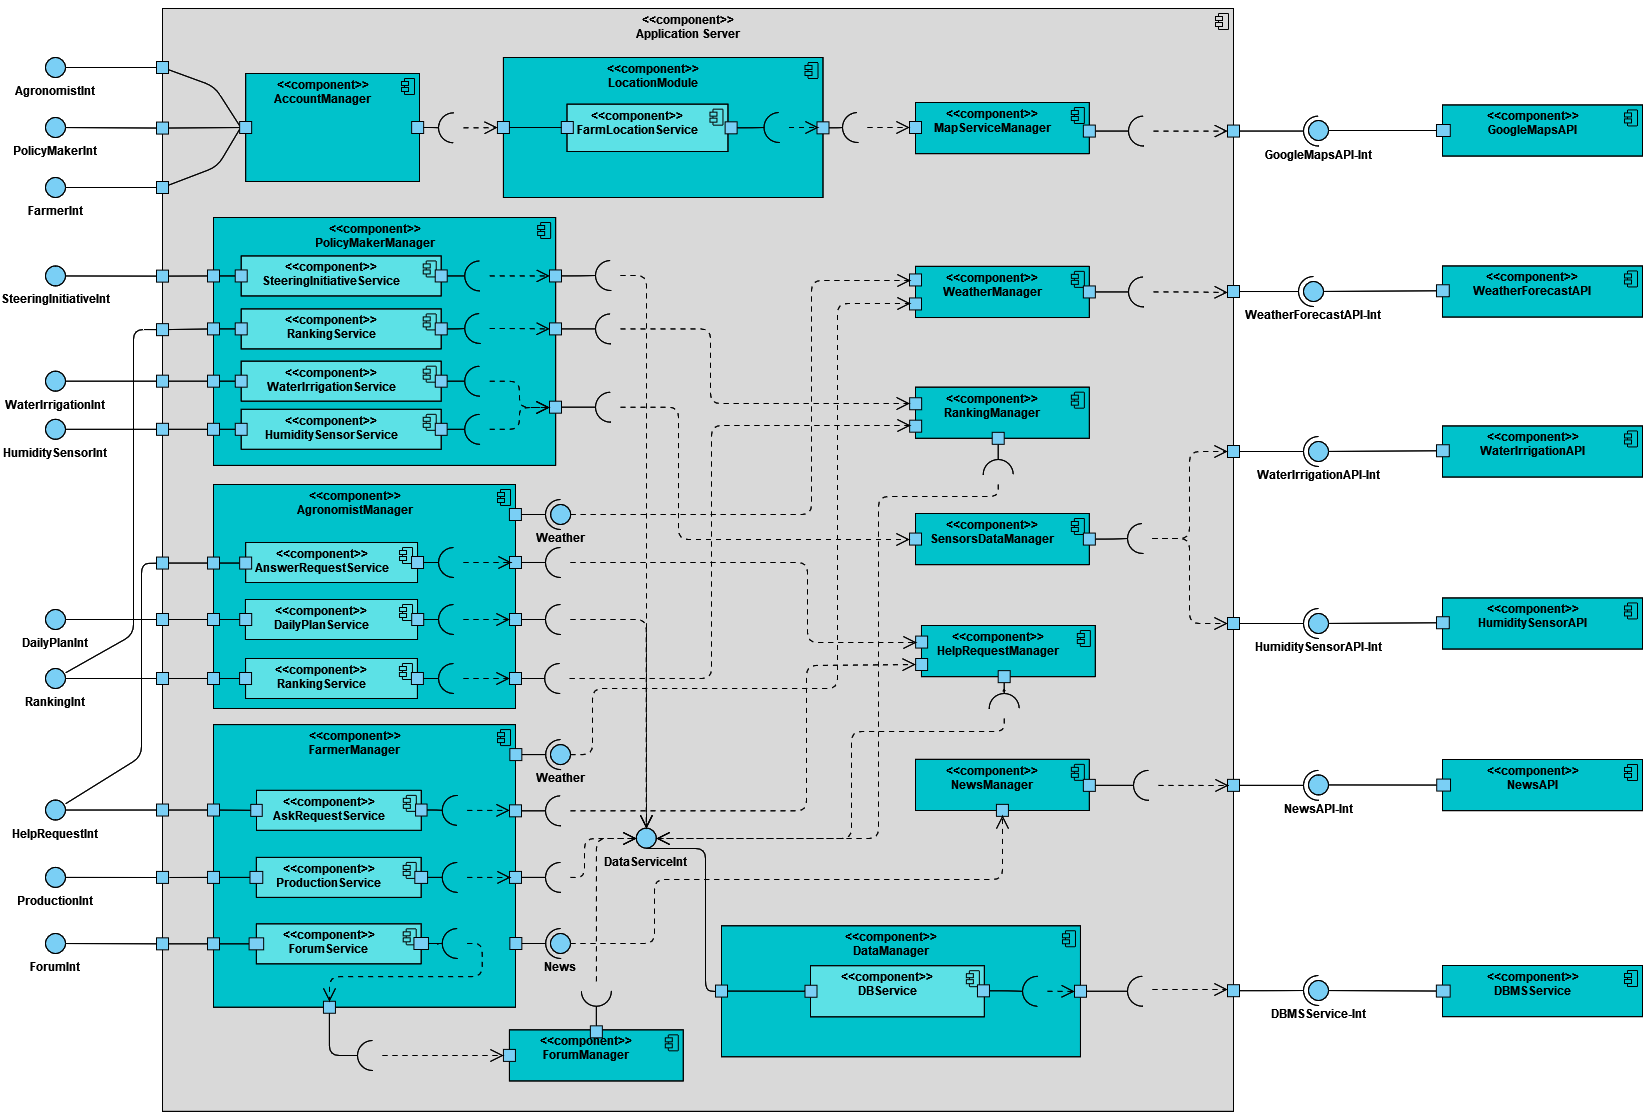 <<component>>
Application Server
AgronomistInt
PolicyMakerInt
FarmerInt
<<component>>
AccountManager
<<component>>
LocationModule
<<component>>
FarmLocationService
<<component>>
MapServiceManager
GoogleMapsAPI-Int
<<component>>
GoogleMapsAPI
<<component>>
PolicyMakerManager
SteeringInitiativeInt
<<component>>
SteeringInitiativeService
<<component>>
RankingService
WaterIrrigationInt
<<component>>
WaterIrrigationService
HumiditySensorInt
<<component>>
HumiditySensorService
<<component>>
WeatherManager
WeatherForecastAPI-Int
<<component>>
WeatherForecastAPI
<<component>>
RankingManager
WaterIrrigationAPI-Int
<<component>>
WaterIrrigationAPI
<<component>>
AgronomistManager
Weather
<<component>>
SensorsDataManager
<<component>>
AnswerRequestService
DailyPlanInt
<<component>>
DailyPlanService
RankingInt
<<component>>
RankingService
<<component>>
HelpRequestManager
HumiditySensorAPI-Int
<<component>>
HumiditySensorAPI
<<component>>
FarmerManager
Weather
HelpRequestInt
<<component>>
AskRequestService
<<component>>
NewsManager
NewsAPI-Int
<<component>>
NewsAPI
DataServiceInt
ProductionInt
<<component>>
ProductionService
ForumInt
<<component>>
ForumService
News
<<component>>
DataManager
<<component>>
DBService
DBMSService-Int
<<component>>
DBMSService
<<component>>
ForumManager